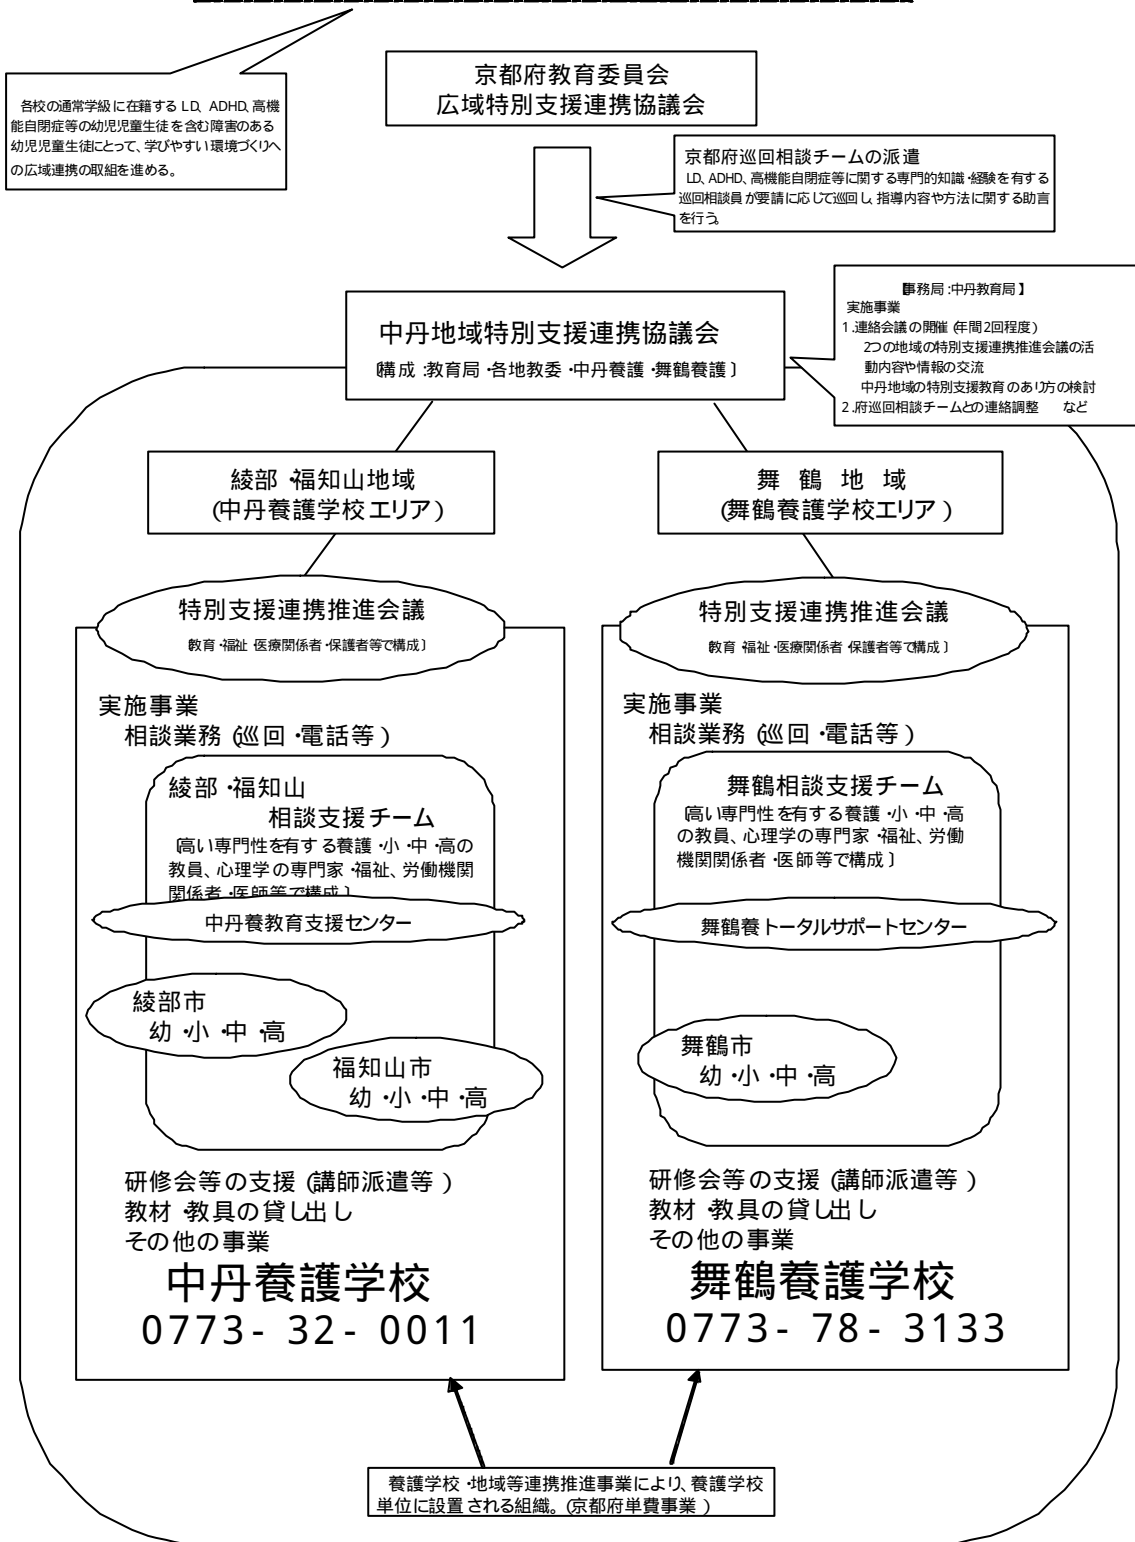 各校の通常学級に在籍する LD、ADHD、高機
能自閉症等の幼児児童生徒を含む障害のある
幼児児童生徒にとって、学びやすい環境づくりへ
の広域連携の取組を進める。
京都府教育委員会
広域特別支援連携協議会
京都府巡回相談チームの派遣
LD、ADHD、高機能自閉症等に関する専門的知識・経験を有する
巡回相談員が要請に応じて巡回し、指導内容や方法に関する助言
を行う。
【事務局:中丹教育局】
実施事業
1.連絡会議の開催(年間2回程度)
2つの地域の特別支援連携推進会議の活
動内容や情報の交流
中丹地域の特別支援教育のあり方の検討
2.府巡回相談チームとの連絡調整 など
中丹地域特別支援連携協議会
〔構成:教育局・各地教委・中丹養護・舞鶴養護〕
綾部・福知山地域
(中丹養護学校エリア)
舞 鶴 地 域
(舞鶴養護学校エリア)
特別支援連携推進会議
〔教育・福祉・医療関係者・保護者等で構成〕
実施事業
相談業務(巡回・電話等)
綾部・福知山
相談支援チーム
〔高い専門性を有する養護・小・中・高の
教員、心理学の専門家・福祉、労働機関
関係者・医師等で構成〕
中丹養教育支援センター
綾部市
幼・小・中・高
福知山市
幼・小・中・高
研修会等の支援(講師派遣等)
教材・教具の貸し出し
その他の事業
中丹養護学校
0773-32-0011
特別支援連携推進会議
〔教育・福祉・医療関係者・保護者等で構成〕
実施事業
相談業務(巡回・電話等)
舞鶴相談支援チーム
〔高い専門性を有する養護・小・中・高
の教員、心理学の専門家・福祉、労働
機関関係者・医師等で構成〕
舞鶴養トータルサポートセンター
舞鶴市
幼・小・中・高
研修会等の支援(講師派遣等)
教材・教具の貸し出し
その他の事業
舞鶴養護学校
0773-78-3133
養護学校・地域等連携推進事業により、養護学校
単位に設置される組織。(京都府単費事業)